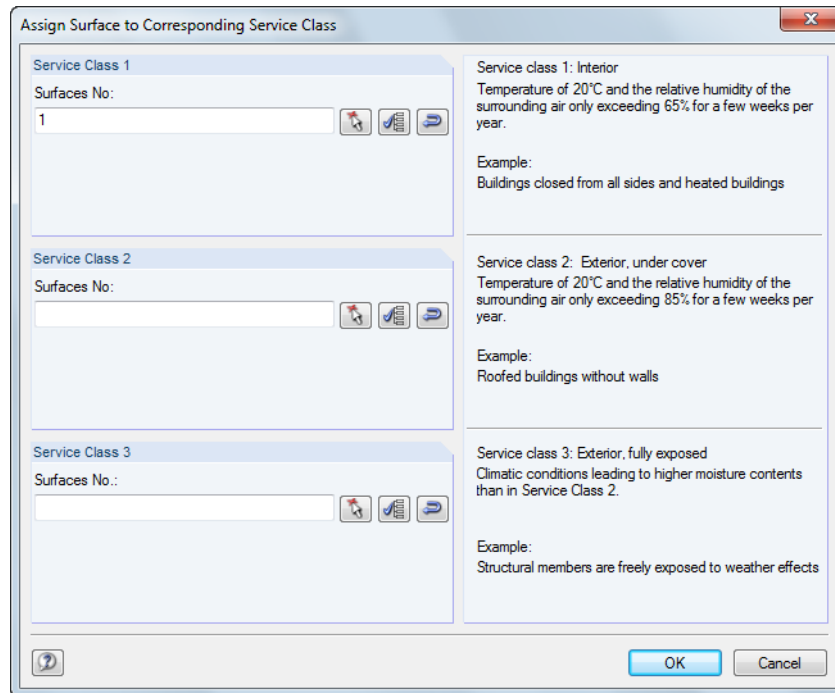 Assign Surface to Corresponding Service Class
Service Class 1
Surfaces No:
1
Service class 1: Interior
Temperature of 20°C and the relative humidity of the
surrounding air only exceeding 65% for a few weeks per
year.
Example:
Buildings closed from all sides and heated buildings
Service Class 2
Surfaces No:
Service class 2: Exterior, under cover
Temperature of 20°C and the relative humidity of the
surrounding air only exceeding 85% for a few weeks per
year.
Example:
Roofed buildings without walls
Service Class 3
Surfaces No.:
Service class 3: Exterior, fully exposed
Climatic conditions leading to higher moisture contents
than in Service Class 2.
Example:
Structural members are freely exposed to weather effects
OK
Cancel